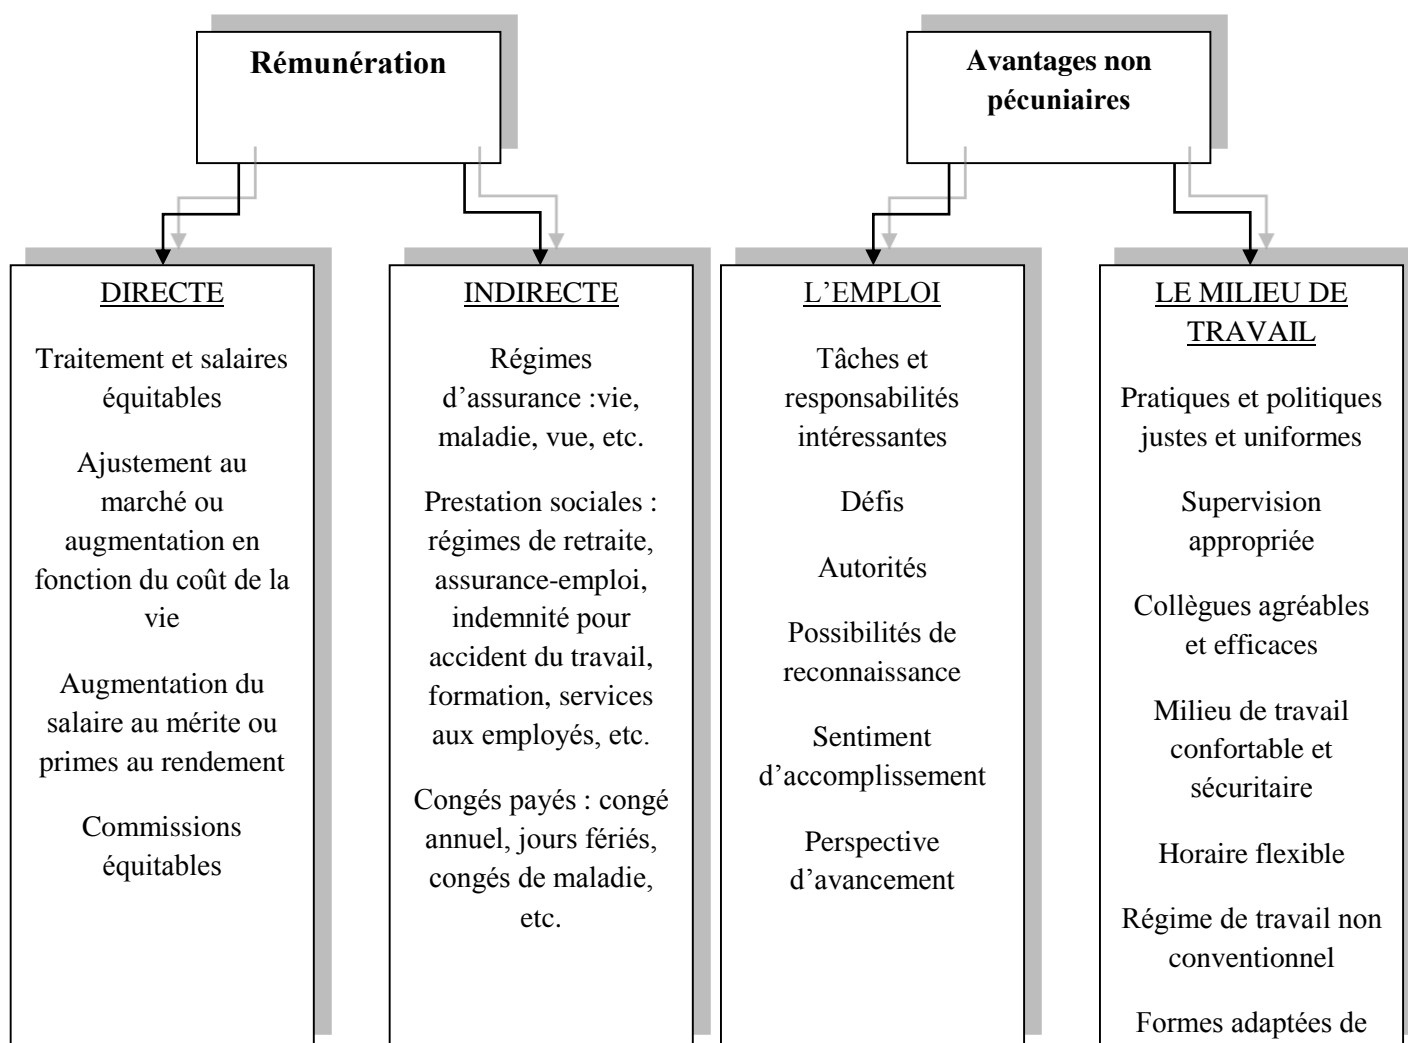 Rémunération
Avantages non
pécuniaires
DIRECTE
Traitement et salaires
équitables
Ajustement au
marché ou
augmentation en
fonction du coût de la
vie
Augmentation du
salaire au mérite ou
primes au rendement
Commissions
équitables
INDIRECTE
Régimes
d’assurance :vie,
maladie, vue, etc.
Prestation sociales :
régimes de retraite,
assurance-emploi,
indemnité pour
accident du travail,
formation, services
aux employés, etc.
Congés payés : congé
annuel, jours fériés,
congés de maladie,
etc.
L’EMPLOI
Tâches et
responsabilités
intéressantes
Défis
Autorités
Possibilités de
reconnaissance
Sentiment
d’accomplissement
Perspective
d’avancement
LE MILIEU DE
TRAVAIL
Pratiques et politiques
justes et uniformes
Supervision
appropriée
Collègues agréables
et efficaces
Milieu de travail
confortable et
sécuritaire
Horaire flexible
Régime de travail non
conventionnel
Formes adaptées de